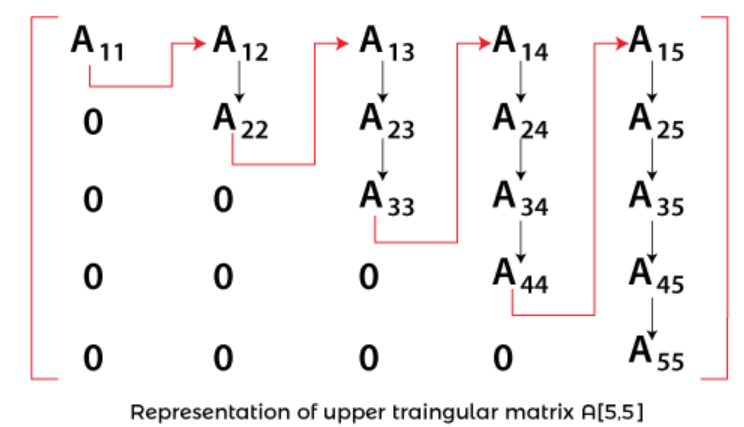 A11 A12 A13 A14 A15
0 A22 A23 A24 A25
0 0 A33 A34 A35
0 0 0 A44 A45
0 0 0 0 A55
Representation of upper traingular matrix A[5,5]